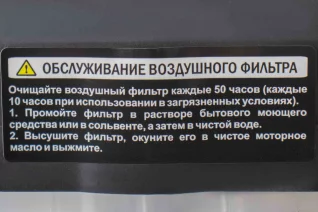 ОБСЛУЖИВАНИЕ ВОЗДУШНОГО ФИЛЬТРА
Очищайте воздушный фильтр каждые 50 часов (каждые
10 часов при использовании в загрязненных условиях).
1. Промойте фильтр в растворе бытового моющего
средства или в сольвенте, а затем в чистой воде.
2. Высушите фильтр, окуните его в чистое моторное
масло и выжмите.